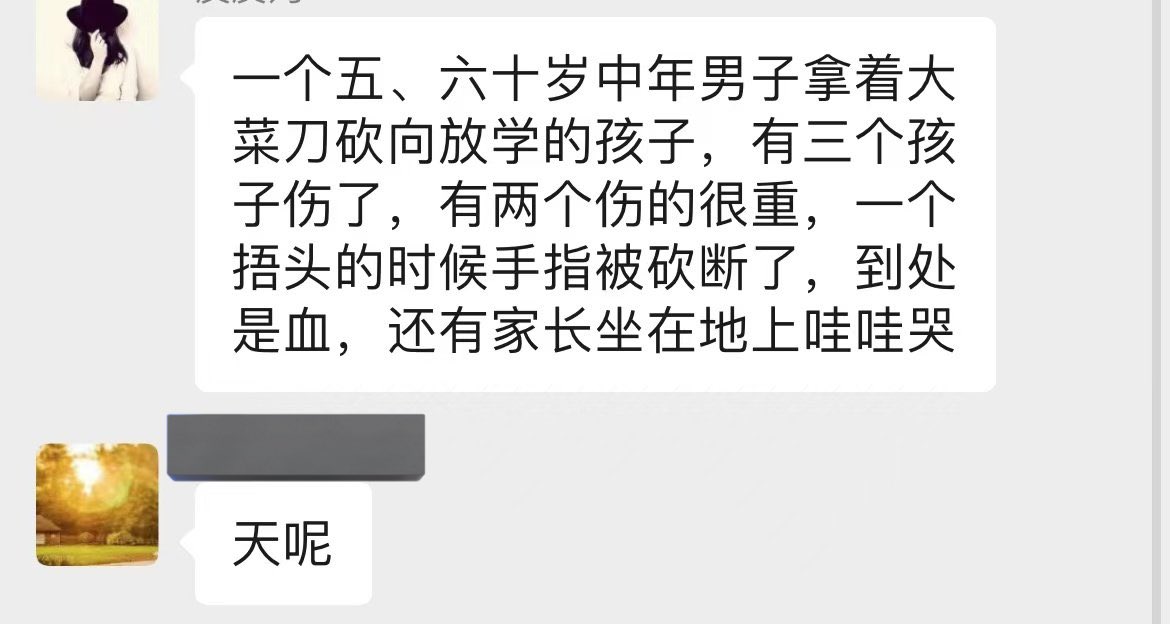 一个五、六十岁中年男子拿着大
菜刀砍向放学的孩子，有三个孩
子伤了，有两个伤的很重，一个
捂头的时候手指被砍断了，到处
是血，还有家长坐在地上哇哇哭
天呢